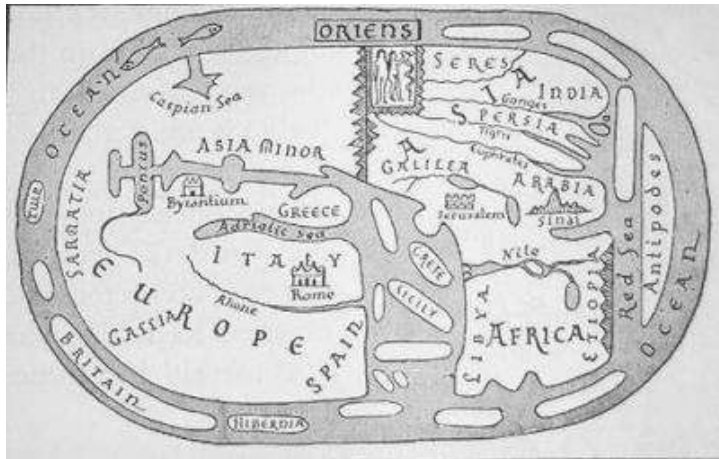 ORIENS
OCEAN
Caspian Sea
SERES
ASIA
INDIA
Ganges
PERSIA
Tigris
Euphrates
ASIA MINOR
GALILEA
ARABIA
PONTUS
Byzantium
Jerusalem
SINAI
SARMATIA
GREECE
Adriatic Sea
CRETE
Nile
Red Sea
Antipodes
ITALY
Rome
SICILY
ETIOPIA
OCEAN
EUROPE
Rhone
GALLIA
SPAIN
LIBYA
AFRICA
BRITAIN
HIBERNIA